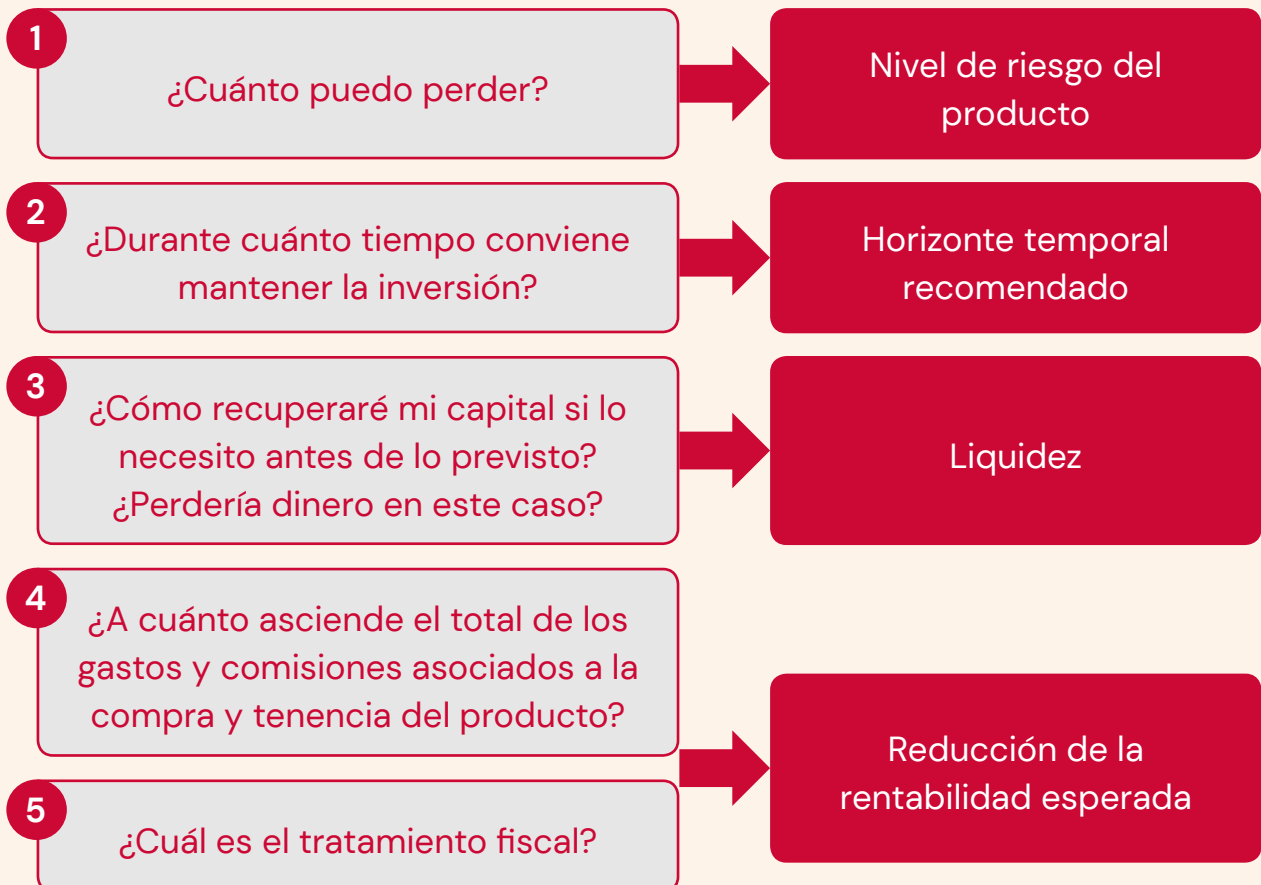 1
¿Cuánto puedo perder?
Nivel de riesgo del
producto
2
¿Durante cuánto tiempo conviene
mantener la inversión?
Horizonte temporal
recomendado
3
¿Cómo recuperaré mi capital si lo
necesito antes de lo previsto?
¿Perdería dinero en este caso?
Liquidez
4
¿A cuánto asciende el total de los
gastos y comisiones asociados a la
compra y tenencia del producto?
5
¿Cuál es el tratamiento fiscal?
Reducción de la
rentabilidad esperada